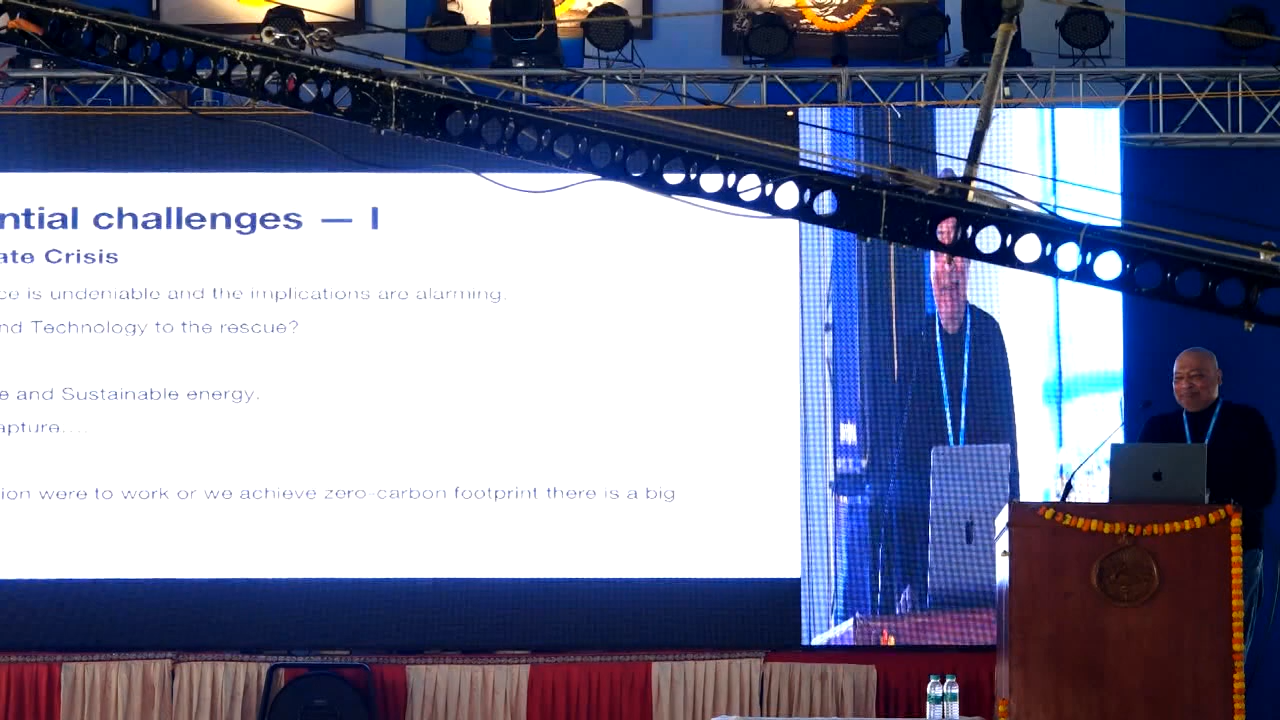 ntial challenges — I
ate Crisis
ce is undeniable and the implications are alarming.
nd Technology to the rescue?
e and Sustainable energy.
apture....
ion were to work or we achieve zero-carbon footprint there is a big